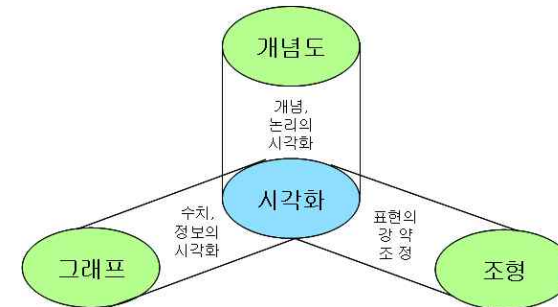 개념도
개념,
논리의
시각화
시각화
수치,
정보의
시각화
표현의
강 약
조 정
그래프
조형